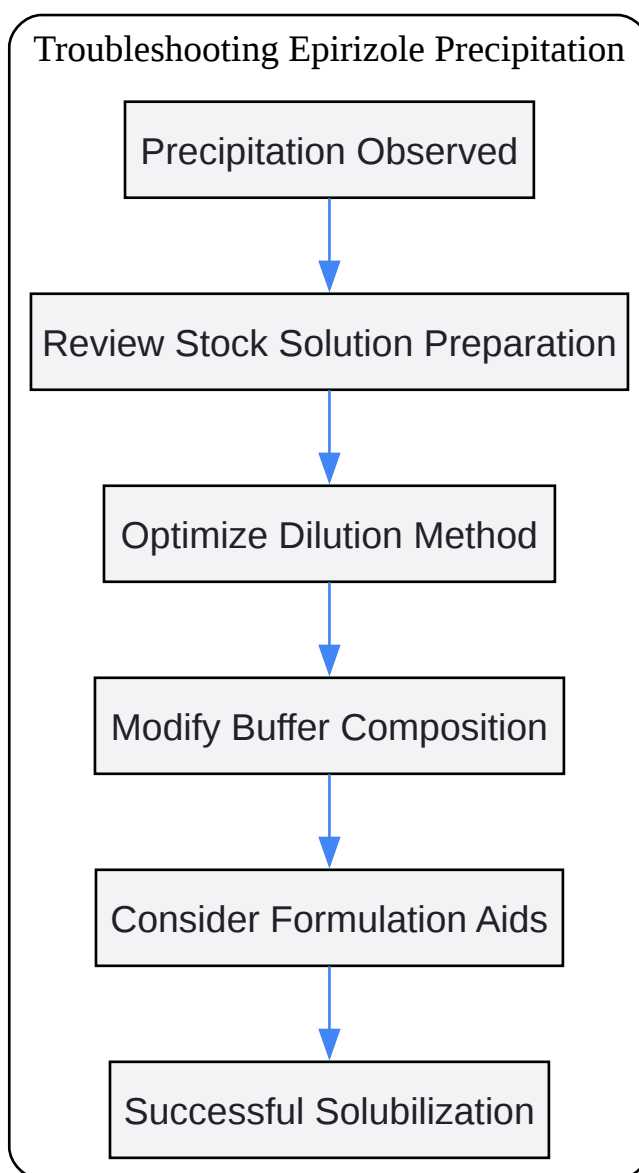 Troubleshooting Epirizole Precipitation
Precipitation Observed
Review Stock Solution Preparation
Optimize Dilution Method
Modify Buffer Composition
Consider Formulation Aids
Successful Solubilization